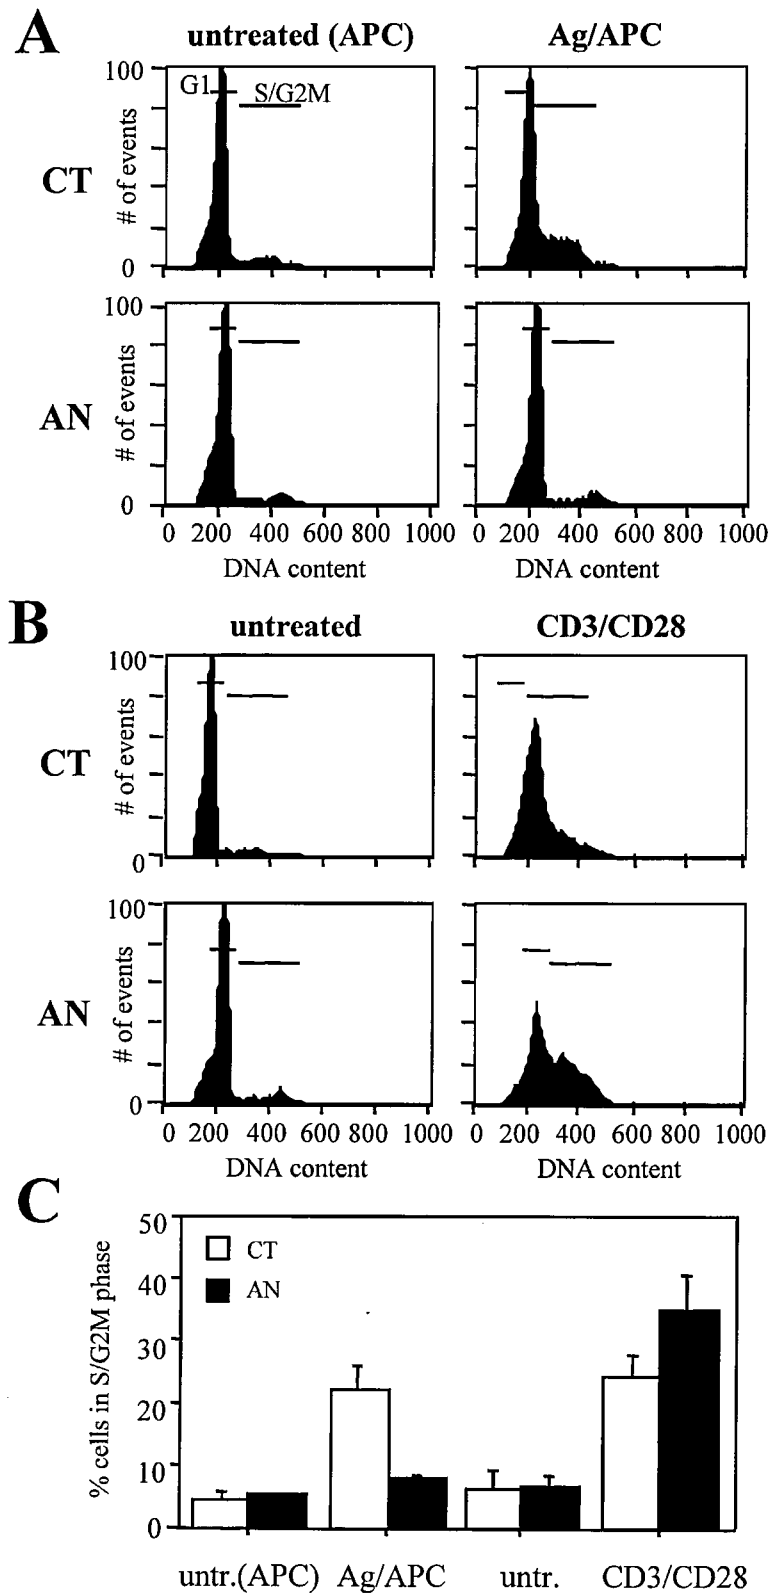 A
untreated (APC)
Ag/APC
CT
# of events
100
0
G1
S/G2M
AN
# of events
100
0
0 200 400 600 800 1000
0 200 400 600 800 1000
DNA content
DNA content
B
untreated
CD3/CD28
CT
# of events
100
0
AN
# of events
100
0
0 200 400 600 800 1000
0 200 400 600 800 1000
DNA content
DNA content
C
% cells in S/G2M phase
50
40
30
20
10
0
CT
AN
untr.(APC) Ag/APC untr. CD3/CD28